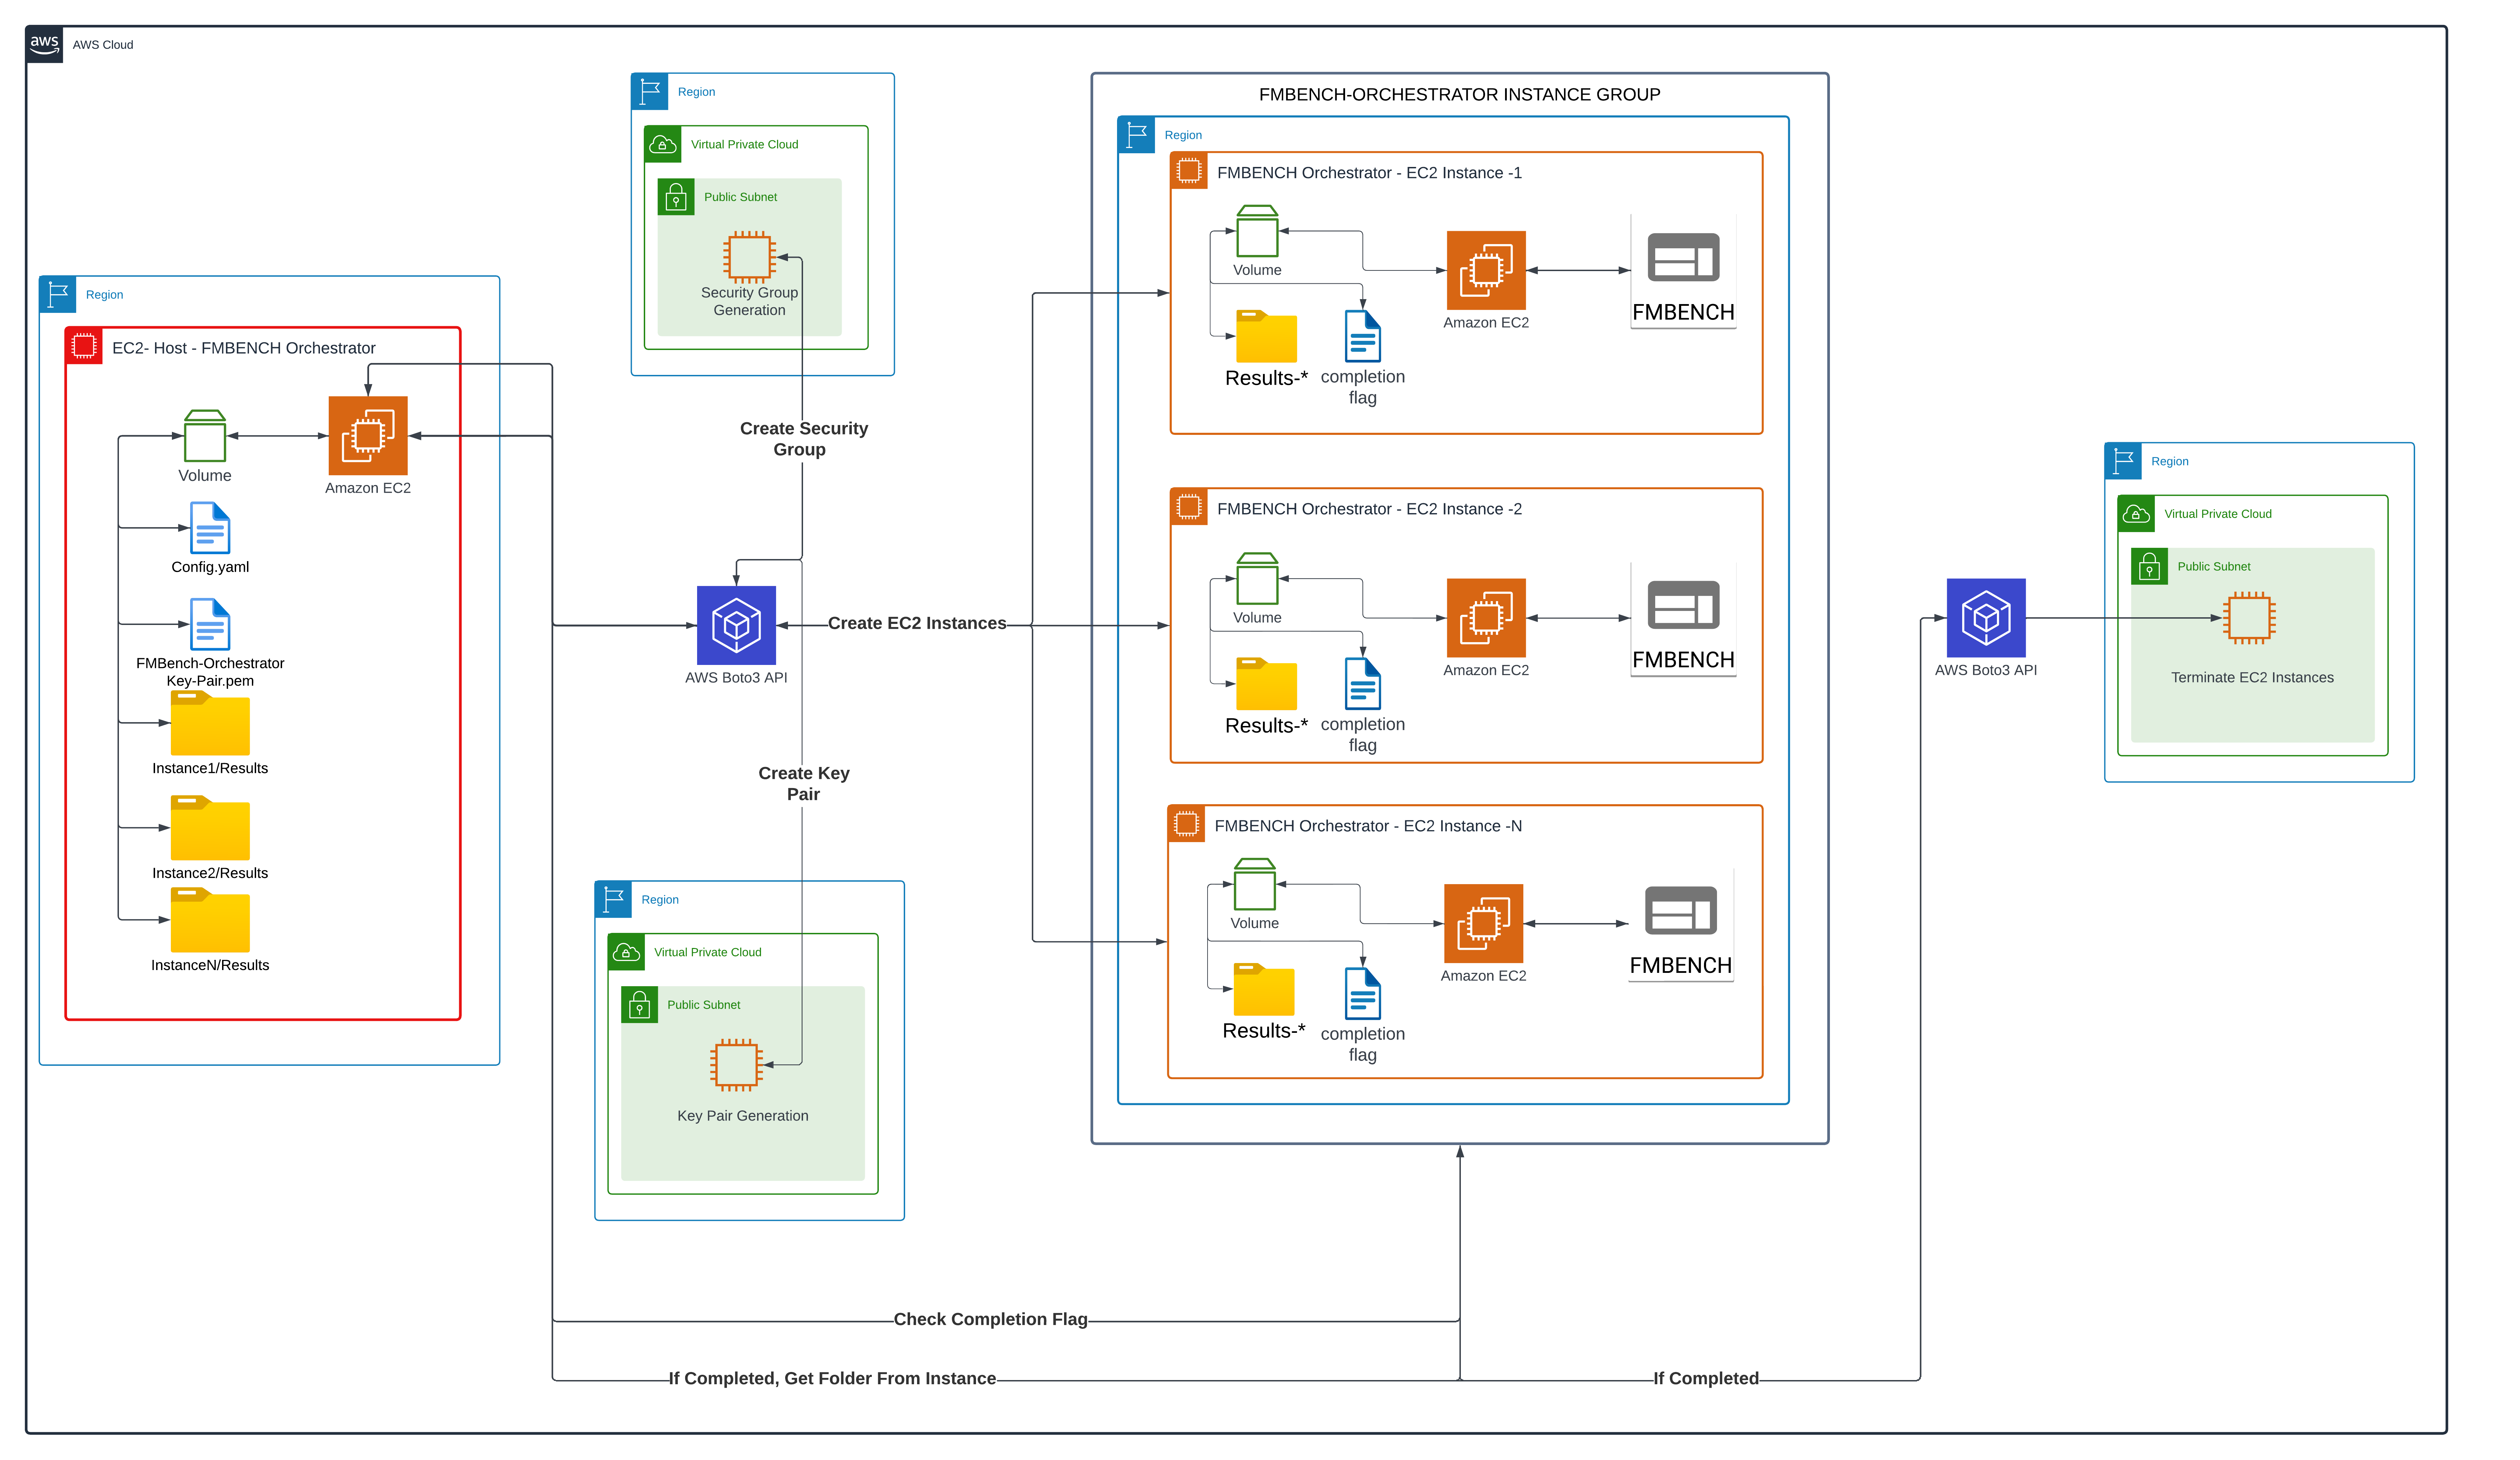 aws
AWS Cloud
Region
EC2- Host - FMBENCH Orchestrator
Volume
Amazon EC2
Config.yaml
FMBench-Orchestrator
Key-Pair.pem
Instance1/Results
Instance2/Results
InstanceN/Results
Region
Virtual Private Cloud
Public Subnet
Security Group
Generation
Create Security
Group
AWS Boto3 API
Create EC2 Instances
Create Key
Pair
Region
Virtual Private Cloud
Public Subnet
Key Pair Generation
FMBENCH-ORCHESTRATOR INSTANCE GROUP
Region
FMBENCH Orchestrator - EC2 Instance -1
Volume
Amazon EC2
FMBENCH
Results-*
completion
flag
FMBENCH Orchestrator - EC2 Instance -2
Volume
Amazon EC2
FMBENCH
Results-*
completion
flag
FMBENCH Orchestrator - EC2 Instance -N
Volume
Amazon EC2
FMBENCH
Results-*
completion
flag
AWS Boto3 API
Region
Virtual Private Cloud
Public Subnet
Terminate EC2 Instances
Check Completion Flag
If Completed, Get Folder From Instance
If Completed